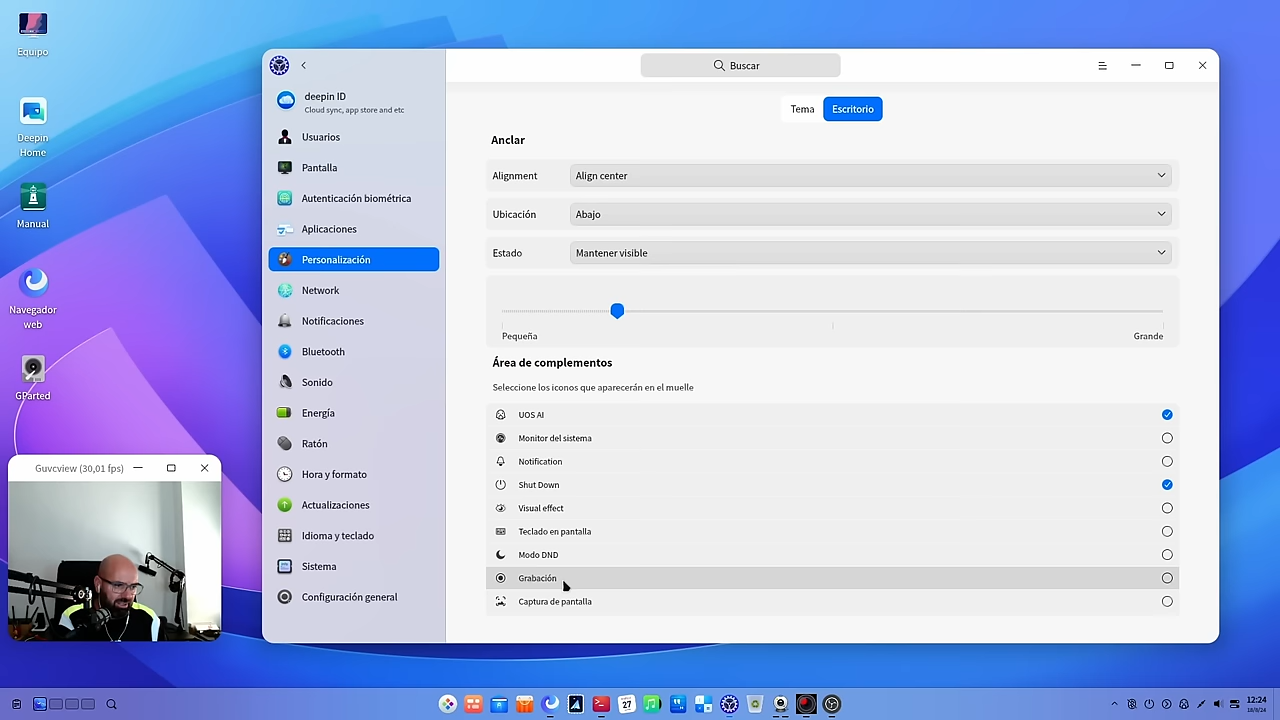 Equipo
Deepin
Home
Manual
Navegador
web
GParted
Guvcview (30,01 fps)
Buscar
deepin ID
Cloud sync, app store and etc
Usuarios
Pantalla
Autenticación biométrica
Aplicaciones
Personalización
Network
Notificaciones
Bluetooth
Sonido
Energía
Ratón
Hora y formato
Actualizaciones
Idioma y teclado
Sistema
Configuración general
Tema
Escritorio
Anclar
Alignment
Align center
Ubicación
Abajo
Estado
Mantener visible
Pequeña
Grande
Área de complementos
Seleccione los iconos que aparecerán en el muelle
UOS AI
Monitor del sistema
Notification
Shut Down
Visual effect
Teclado en pantalla
Modo DND
Grabación
Captura de pantalla
27
12:24
18/8/24